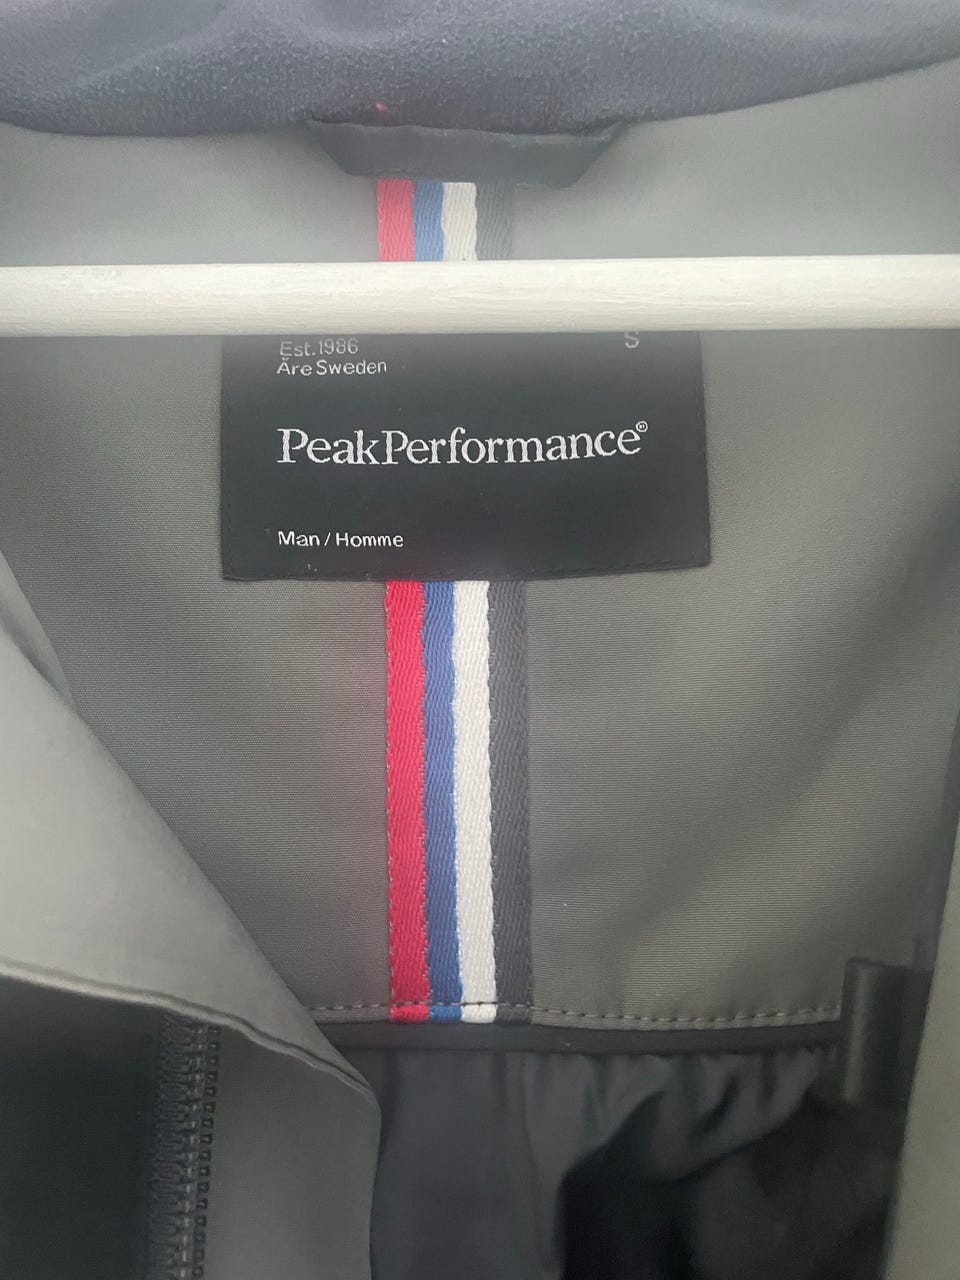 Est.1986 S
Åre Sweden
PeakPerformance®
Man / Homme